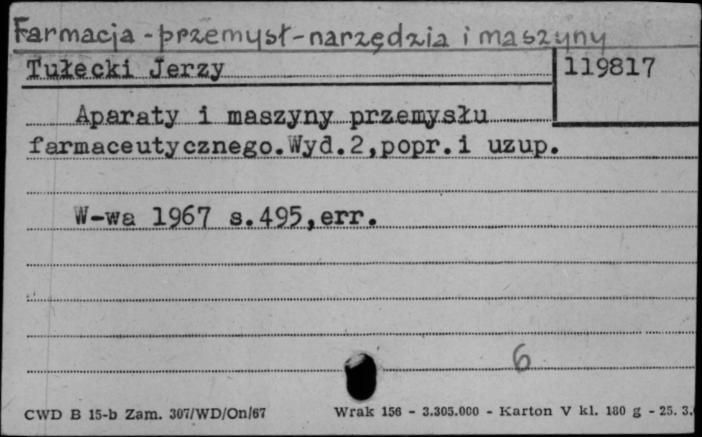 Farmacja - przemysł - narzędzia i maszyny
Tułecki Jerzy 119817
Aparaty i maszyny przemysłu
farmaceutycznego.Wyd.2,popr.i uzup.
W-wa 1967 s.495,err.
6
CWD B 15-b Zam. 307/WD/On/67 Wrak 156 - 3.305.000 - Karton V kl. 180 g - 25. 3.